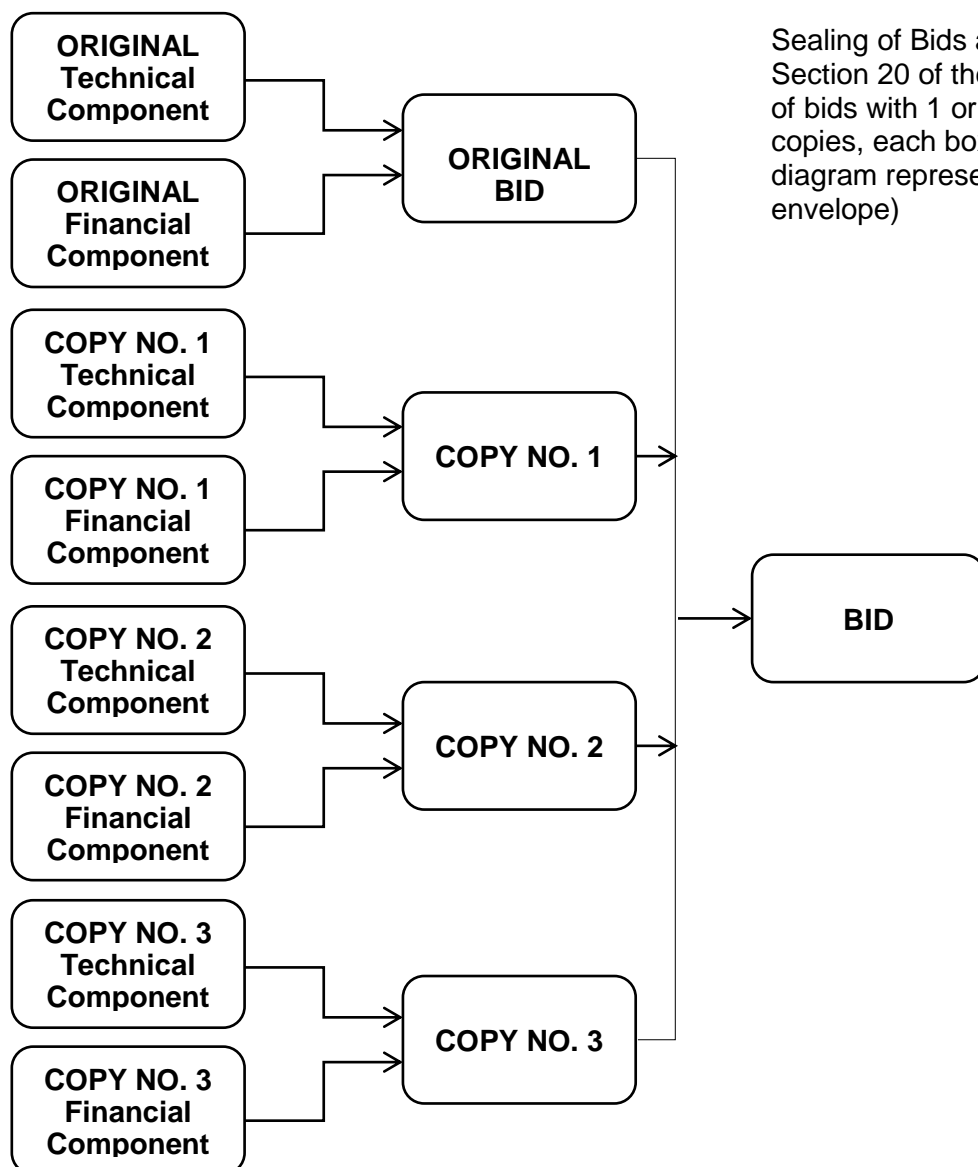 ORIGINAL
Technical
Component
ORIGINAL
Financial
Component
ORIGINAL
BID
Sealing of Bids
Section 20 of
of bids with 1 or
copies, each
diagram
envelope)
COPY NO. 1
Technical
Component
COPY NO. 1
Financial
Component
COPY NO. 1
COPY NO. 2
Technical
Component
COPY NO. 2
Financial
Component
COPY NO. 2
COPY NO. 3
Technical
Component
COPY NO. 3
Financial
Component
COPY NO. 3
BID